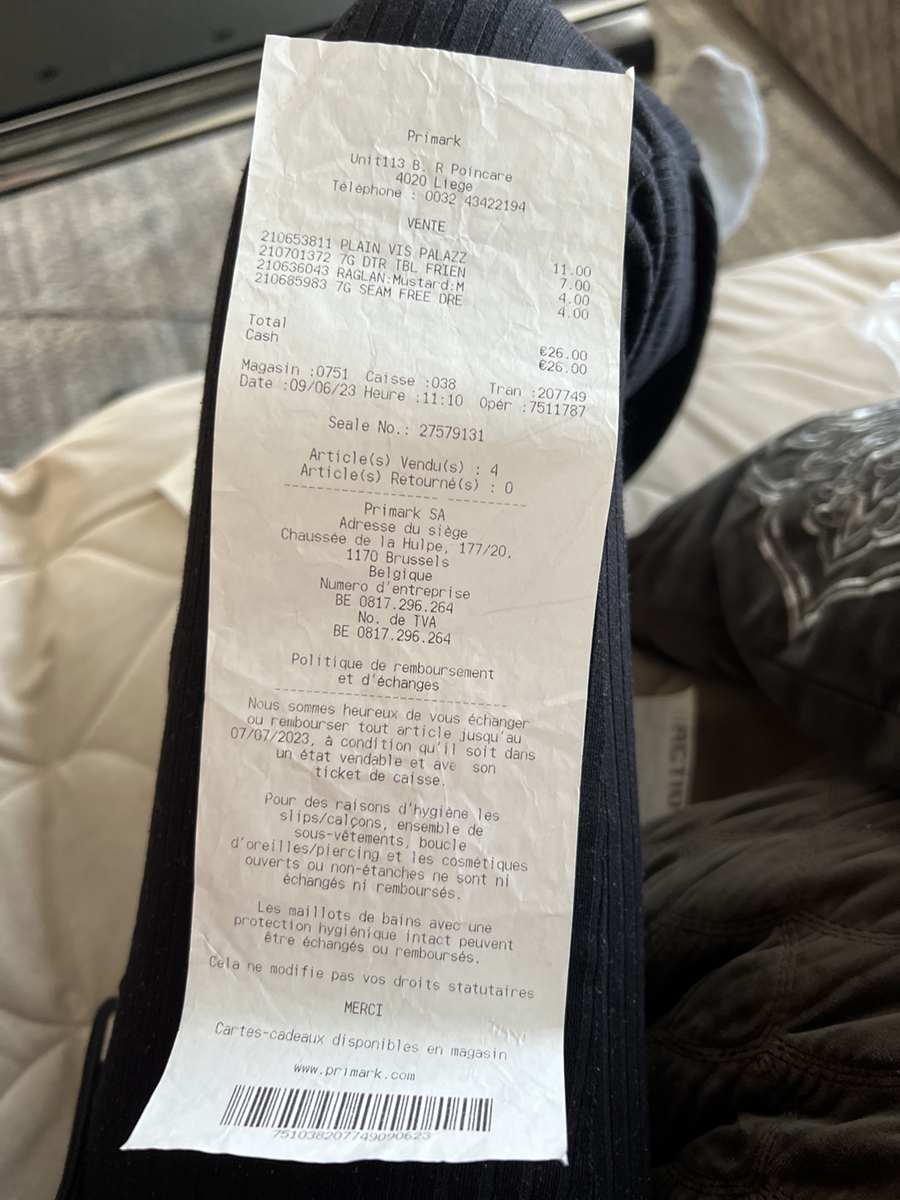 Primark
Unit113 B. R Poincare
4020 Liege
Téléphone : 0032 43422194
VENTE
210653811 PLAIN VIS PALAZZ 11.00
210701372 7G DTR TBL FRIEN 7.00
210636043 RAGLAN:Mustard:M 4.00
210685983 7G SEAM FREE DRE 4.00
Total €26.00
Cash €26.00
Magasin :0751 Caisse :038 Tran :207749
Date :09/06/23 Heure :11:10 Opér :7511787
Seale No.: 27579131
Article(s) Vendu(s) : 4
Article(s) Retourné(s) : 0
Primark SA
Adresse du siège
Chaussée de la Hulpe, 177/20,
1170 Brussels
Belgique
Numero d'entreprise
BE 0817.296.264
No. de TVA
BE 0817.296.264
Politique de remboursement
et d'échanges
Nous sommes heureux de vous échanger
ou rembourser tout article jusqu'au
07/07/2023, à condition qu'il soit dans
un état vendable et ave son
ticket de caisse.
Pour des raisons d'hygiène les
slips/calçons, ensemble de
sous-vêtements, boucle
d'oreilles/piercing et les cosmétiques
ouverts ou non-étanches ne sont ni
échangés ni remboursés.
Les maillots de bains avec une
protection hygiénique intact peuvent
être échangés ou remboursés.
Cela ne modifie pas vos droits statutaires
MERCI
Cartes-cadeaux disponibles en magasin
www.primark.com
751038207749090623